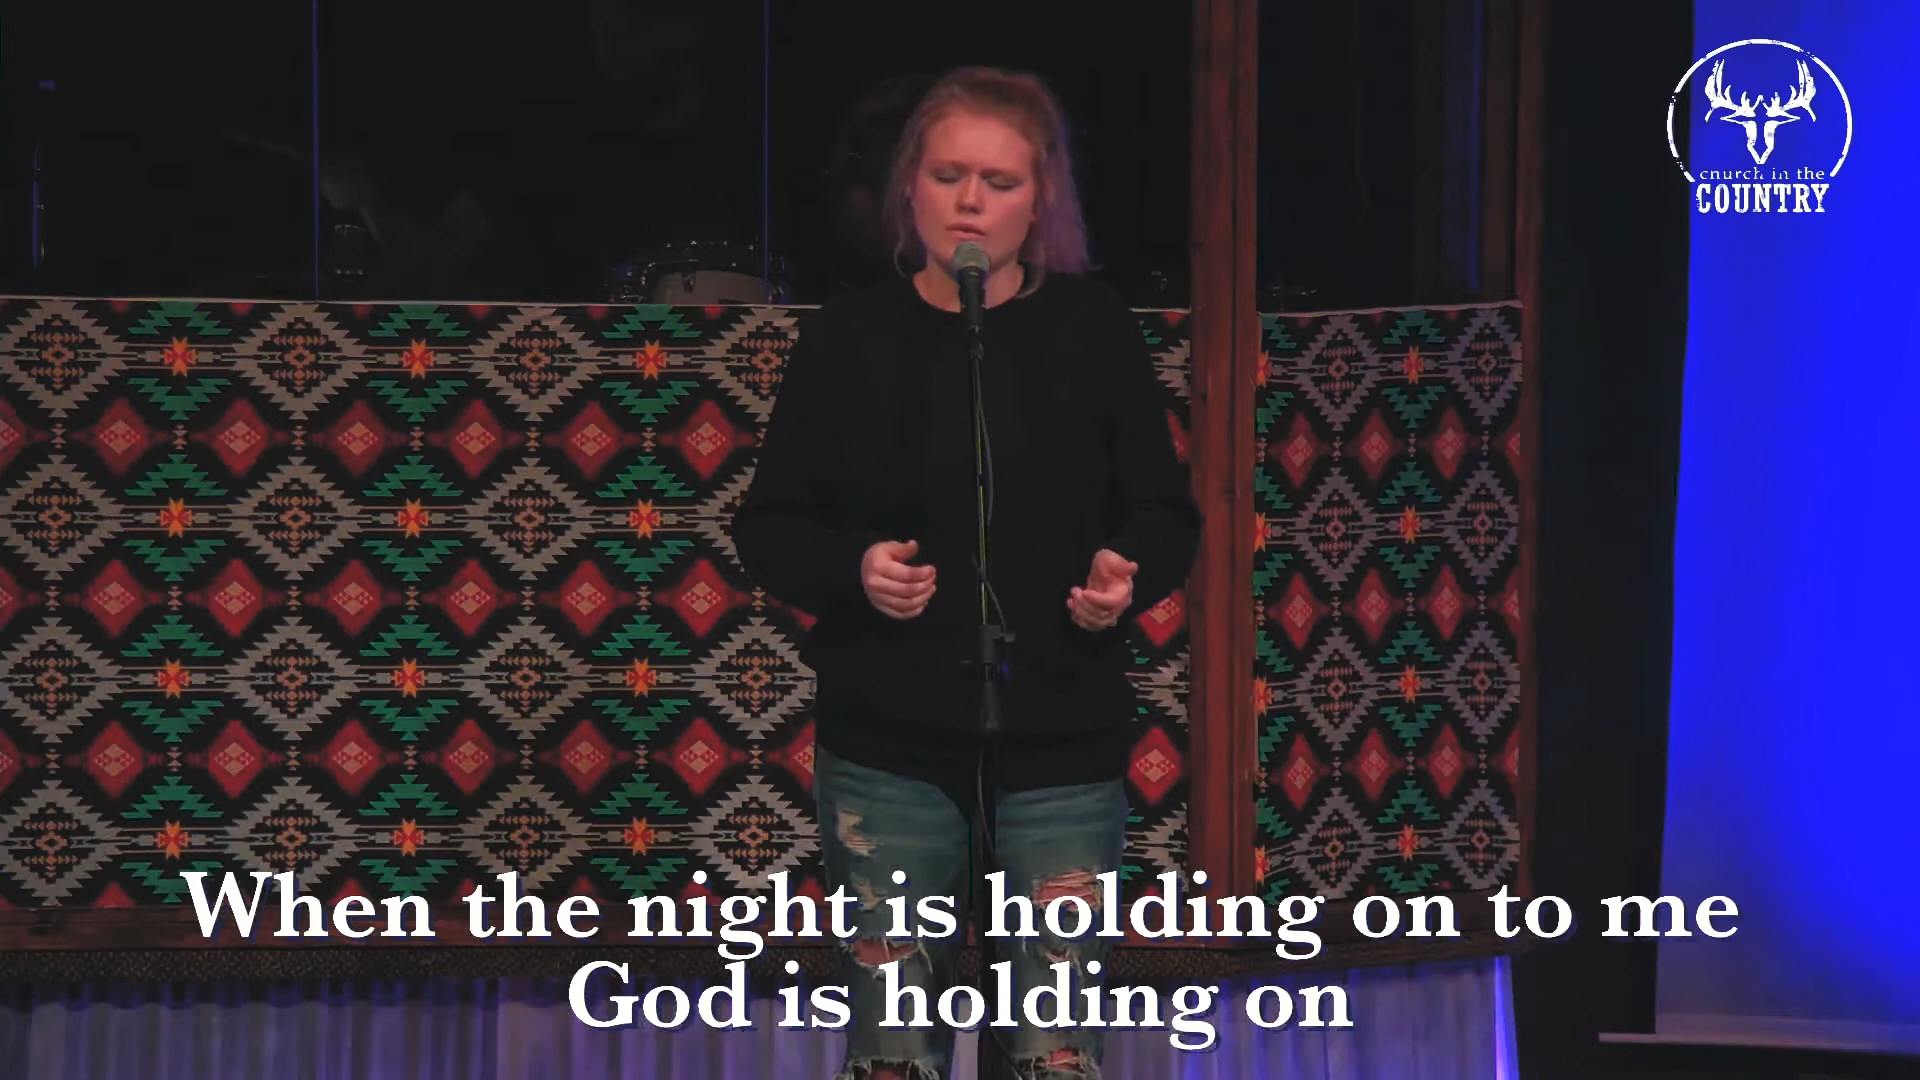 church in the
COUNTRY
When the night is holding on to me
God is holding on